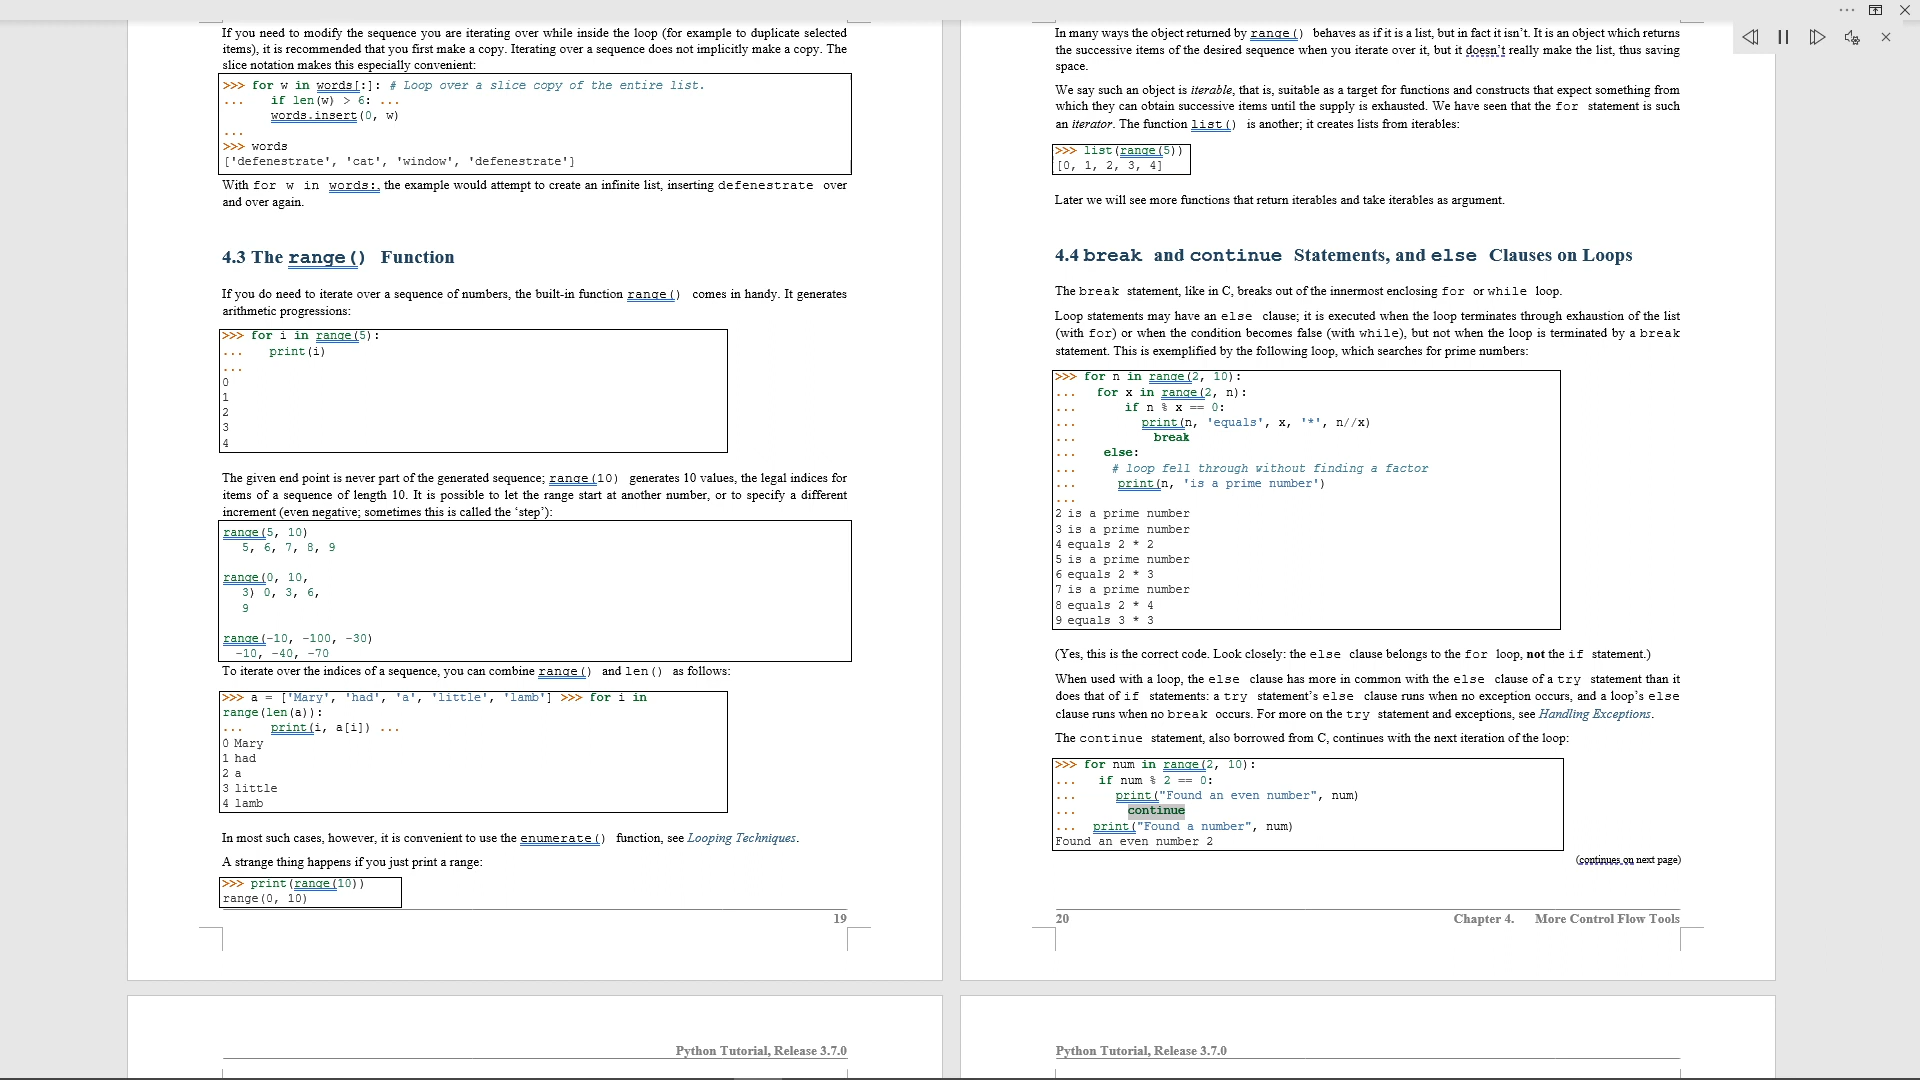 If you need to modify the sequence you are iterating over while inside the loop (for example to duplicate selected
items), it is recommended that you first make a copy. Iterating over a sequence does not implicitly make a copy. The
slice notation makes this especially convenient:
>>> for w in words[:]: # Loop over a slice copy of the entire list.
... if len(w) > 6: ...
words.insert(0, w)
...
>>> words
['defenestrate', 'cat', 'window', 'defenestrate']
With for w in words:, the example would attempt to create an infinite list, inserting defenestrate over
and over again.
4.3 The range() Function
If you do need to iterate over a sequence of numbers, the built-in function range() comes in handy. It generates
arithmetic progressions:
>>> for i in range(5):
... print(i)
...
0
1
2
3
4
The given end point is never part of the generated sequence; range(10) generates 10 values, the legal indices for
items of a sequence of length 10. It is possible to let the range start at another number, or to specify a different
increment (even negative; sometimes this is called the ‘step’):
range(5, 10)
5, 6, 7, 8, 9
range(0, 10,
3) 0, 3, 6,
9
range(-10, -100, -30)
-10, -40, -70
To iterate over the indices of a sequence, you can combine range() and len() as follows:
>>> a = ['Mary', 'had', 'a', 'little', 'lamb'] >>> for i in
range(len(a)):
... print(i, a[i]) ...
0 Mary
1 had
2 a
3 little
4 lamb
In most such cases, however, it is convenient to use the enumerate() function, see Looping Techniques.
A strange thing happens if you just print a range:
>>> print(range(10))
range(0, 10)
19
In many ways the object returned by range() behaves as if it is a list, but in fact it isn’t. It is an object which returns
the successive items of the desired sequence when you iterate over it, but it doesn’t really make the list, thus saving
space.
We say such an object is iterable, that is, suitable as a target for functions and constructs that expect something from
which they can obtain successive items until the supply is exhausted. We have seen that the for statement is such
an iterator. The function list() is another; it creates lists from iterables:
>>> list(range(5))
[0, 1, 2, 3, 4]
Later we will see more functions that return iterables and take iterables as argument.
4.4 break and continue Statements, and else Clauses on Loops
The break statement, like in C, breaks out of the innermost enclosing for or while loop.
Loop statements may have an else clause; it is executed when the loop terminates through exhaustion of the list
(with for) or when the condition becomes false (with while), but not when the loop is terminated by a break
statement. This is exemplified by the following loop, which searches for prime numbers:
>>> for n in range(2, 10):
... for x in range(2, n):
... if n % x == 0:
... print(n, 'equals', x, '*', n//x)
... break
... else:
... # loop fell through without finding a factor
... print(n, 'is a prime number')
...
2 is a prime number
3 is a prime number
4 equals 2 * 2
5 is a prime number
6 equals 2 * 3
7 is a prime number
8 equals 2 * 4
9 equals 3 * 3
(Yes, this is the correct code. Look closely: the else clause belongs to the for loop, not the if statement.)
When used with a loop, the else clause has more in common with the else clause of a try statement than it
does that of if statements: a try statement’s else clause runs when no exception occurs, and a loop’s else
clause runs when no break occurs. For more on the try statement and exceptions, see Handling Exceptions.
The continue statement, also borrowed from C, continues with the next iteration of the loop:
>>> for num in range(2, 10):
... if num % 2 == 0:
... print("Found an even number", num)
... continue
... print("Found a number", num)
Found an even number 2
(continues on next page)
20 Chapter 4. More Control Flow Tools
Python Tutorial, Release 3.7.0
Python Tutorial, Release 3.7.0